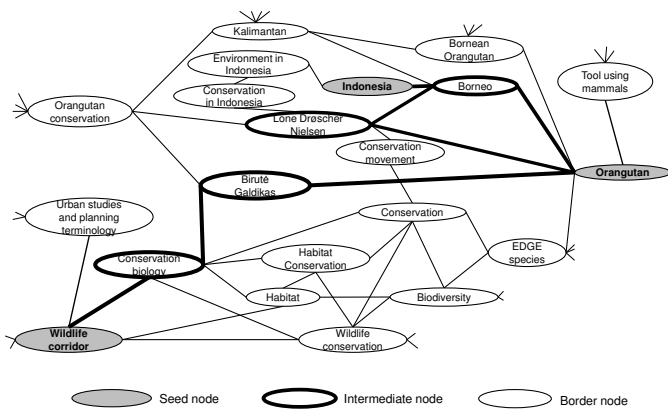 Kalimantan
Bornean
Orangutan
Environment in
Indonesia
Tool using
mammals
Indonesia
Borneo
Conservation
in Indonesia
Orangutan
conservation
Lone Drøscher
Nielsen
Conservation
movement
Orangutan
Birutė
Galdikas
Urban studies
and planning
terminology
Conservation
EDGE
species
Habitat
Conservation
Conservation
biology
Habitat
Biodiversity
Wildlife
corridor
Wildlife
conservation
Seed node
Intermediate node
Border node